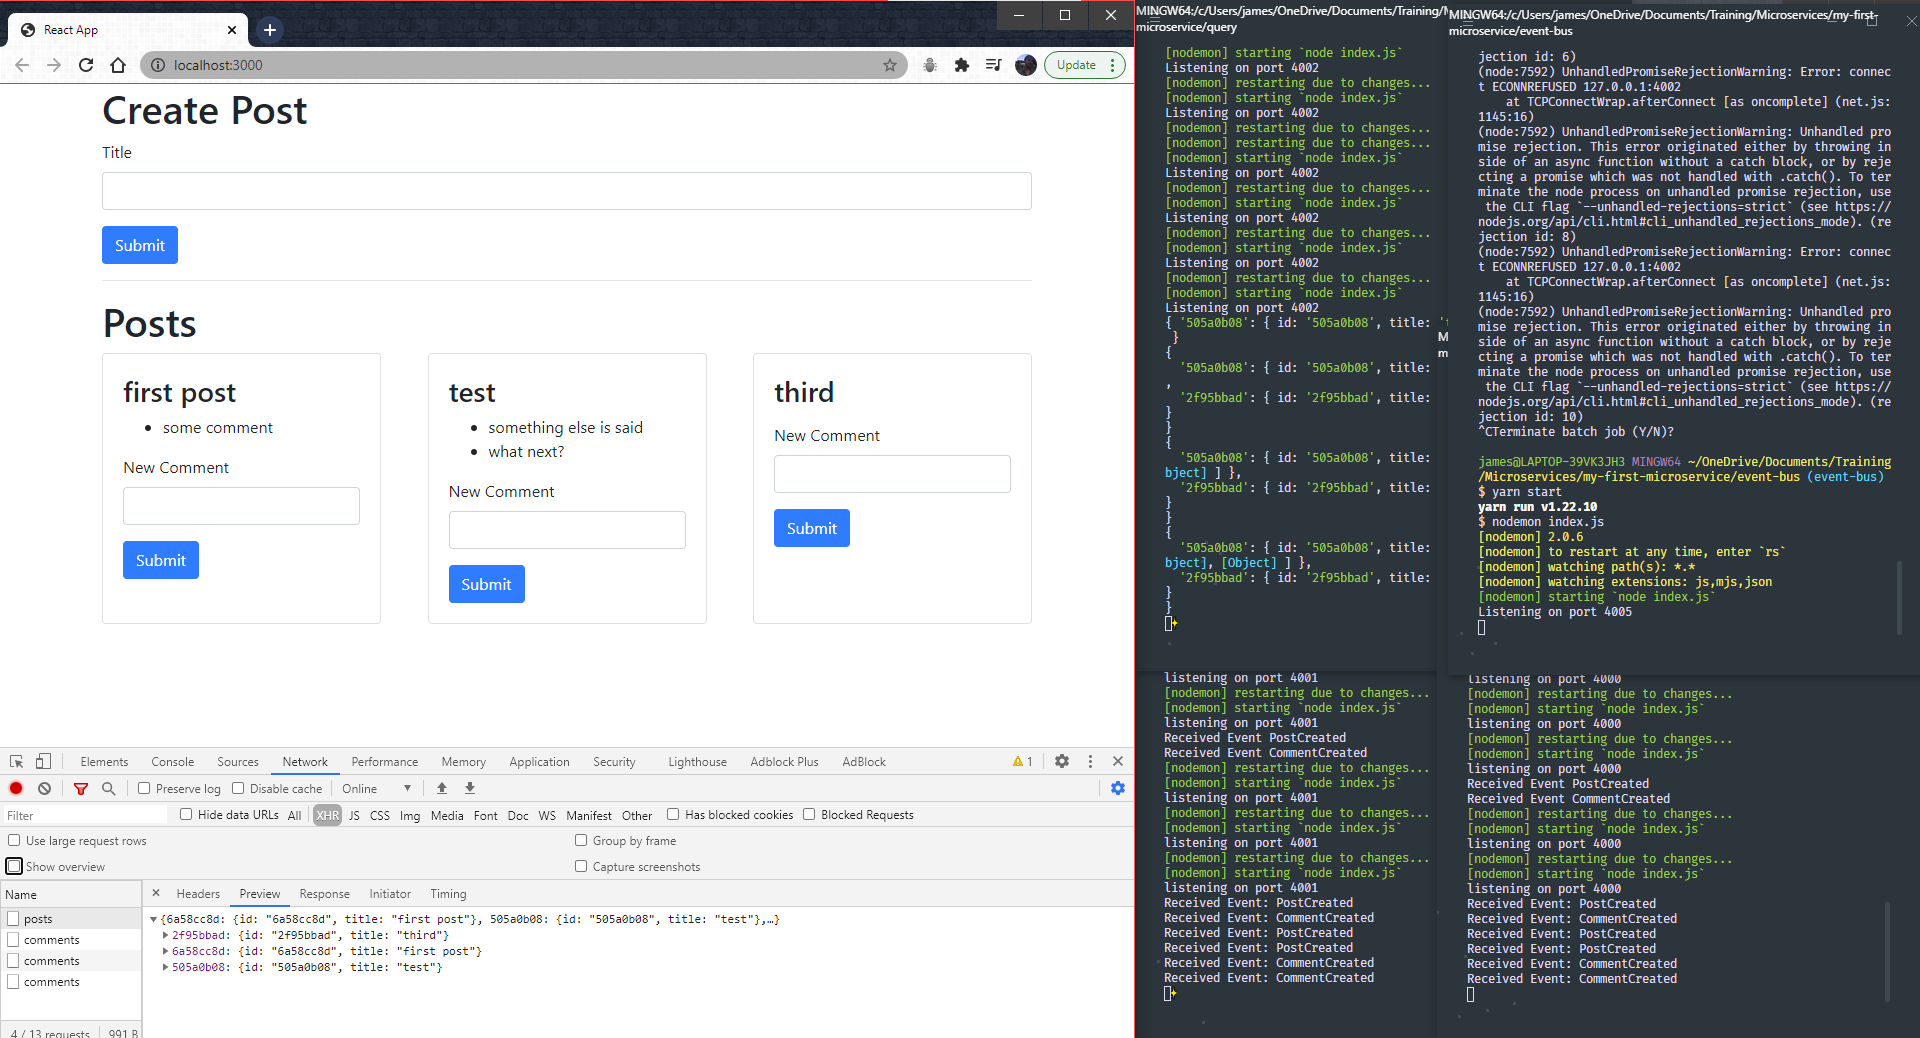 React App
localhost:3000
Update
Create Post
Title
Submit
Posts
first post
some comment
New Comment
Submit
test
something else is said
what next?
New Comment
Submit
third
New Comment
Submit
Elements Console Sources Network Performance Memory Application Security Lighthouse Adblock Plus AdBlock 1
Preserve log Disable cache Online
Filter Hide data URLs All XHR JS CSS Img Media Font Doc WS Manifest Other Has blocked cookies Blocked Requests
Use large request rows Group by frame
Show overview Capture screenshots
Name
posts
comments
comments
comments
4 / 13 requests 991 B
Headers Preview Response Initiator Timing
{6a58cc8d: {id: "6a58cc8d", title: "first post"}, 505a0b08: {id: "505a0b08", title: "test"},…}
2f95bbad: {id: "2f95bbad", title: "third"}
6a58cc8d: {id: "6a58cc8d", title: "first post"}
505a0b08: {id: "505a0b08", title: "test"}
MINGW64:/c/Users/james/OneDrive/Documents/Training/
microservice/query
[nodemon] starting `node index.js`
Listening on port 4002
[nodemon] restarting due to changes...
[nodemon] starting `node index.js`
Listening on port 4002
[nodemon] restarting due to changes...
[nodemon] restarting due to changes...
[nodemon] starting `node index.js`
Listening on port 4002
[nodemon] restarting due to changes...
[nodemon] starting `node index.js`
Listening on port 4002
[nodemon] restarting due to changes...
[nodemon] starting `node index.js`
Listening on port 4002
[nodemon] restarting due to changes...
[nodemon] starting `node index.js`
Listening on port 4002
{ '505a0b08': { id: '505a0b08', title: 't
}
{
'505a0b08': { id: '505a0b08', title:
,
'2f95bbad': { id: '2f95bbad', title:
}
}
{
'505a0b08': { id: '505a0b08', title:
bject] ] },
'2f95bbad': { id: '2f95bbad', title:
}
}
{
'505a0b08': { id: '505a0b08', title:
bject], [Object] ] },
'2f95bbad': { id: '2f95bbad', title:
}
}
MINGW64:/c/Users/james/OneDrive/Documents/Training/Microservices/my-first-
microservice/event-bus
jection id: 6)
(node:7592) UnhandledPromiseRejectionWarning: Error: connec
t ECONNREFUSED 127.0.0.1:4002
at TCPConnectWrap.afterConnect [as oncomplete] (net.js:
1145:16)
(node:7592) UnhandledPromiseRejectionWarning: Unhandled pro
mise rejection. This error originated either by throwing in
side of an async function without a catch block, or by reje
cting a promise which was not handled with .catch(). To ter
minate the node process on unhandled promise rejection, use
the CLI flag `--unhandled-rejections=strict` (see https://
nodejs.org/api/cli.html#cli_unhandled_rejections_mode). (re
jection id: 8)
(node:7592) UnhandledPromiseRejectionWarning: Error: connec
t ECONNREFUSED 127.0.0.1:4002
at TCPConnectWrap.afterConnect [as oncomplete] (net.js:
1145:16)
(node:7592) UnhandledPromiseRejectionWarning: Unhandled pro
mise rejection. This error originated either by throwing in
side of an async function without a catch block, or by reje
cting a promise which was not handled with .catch(). To ter
minate the node process on unhandled promise rejection, use
the CLI flag `--unhandled-rejections=strict` (see https://
nodejs.org/api/cli.html#cli_unhandled_rejections_mode). (re
jection id: 10)
^CTerminate batch job (Y/N)?
james@LAPTOP-39VK3JH3 MINGW64 ~/OneDrive/Documents/Training
/Microservices/my-first-microservice/event-bus (event-bus)
$ yarn start
yarn run v1.22.10
$ nodemon index.js
[nodemon] 2.0.6
[nodemon] to restart at any time, enter `rs`
[nodemon] watching path(s): *.*
[nodemon] watching extensions: js,mjs,json
[nodemon] starting `node index.js`
Listening on port 4005
listening on port 4001
[nodemon] restarting due to changes...
[nodemon] starting `node index.js`
listening on port 4001
Received Event PostCreated
Received Event CommentCreated
[nodemon] restarting due to changes...
[nodemon] starting `node index.js`
listening on port 4001
[nodemon] restarting due to changes...
[nodemon] starting `node index.js`
listening on port 4001
[nodemon] restarting due to changes...
[nodemon] starting `node index.js`
listening on port 4001
Received Event: PostCreated
Received Event: CommentCreated
Received Event: PostCreated
Received Event: PostCreated
Received Event: CommentCreated
Received Event: CommentCreated
listening on port 4000
[nodemon] restarting due to changes...
[nodemon] starting `node index.js`
listening on port 4000
[nodemon] restarting due to changes...
[nodemon] starting `node index.js`
listening on port 4000
Received Event PostCreated
Received Event CommentCreated
[nodemon] restarting due to changes...
[nodemon] starting `node index.js`
listening on port 4000
[nodemon] restarting due to changes...
[nodemon] starting `node index.js`
listening on port 4000
Received Event: PostCreated
Received Event: CommentCreated
Received Event: PostCreated
Received Event: PostCreated
Received Event: CommentCreated
Received Event: CommentCreated